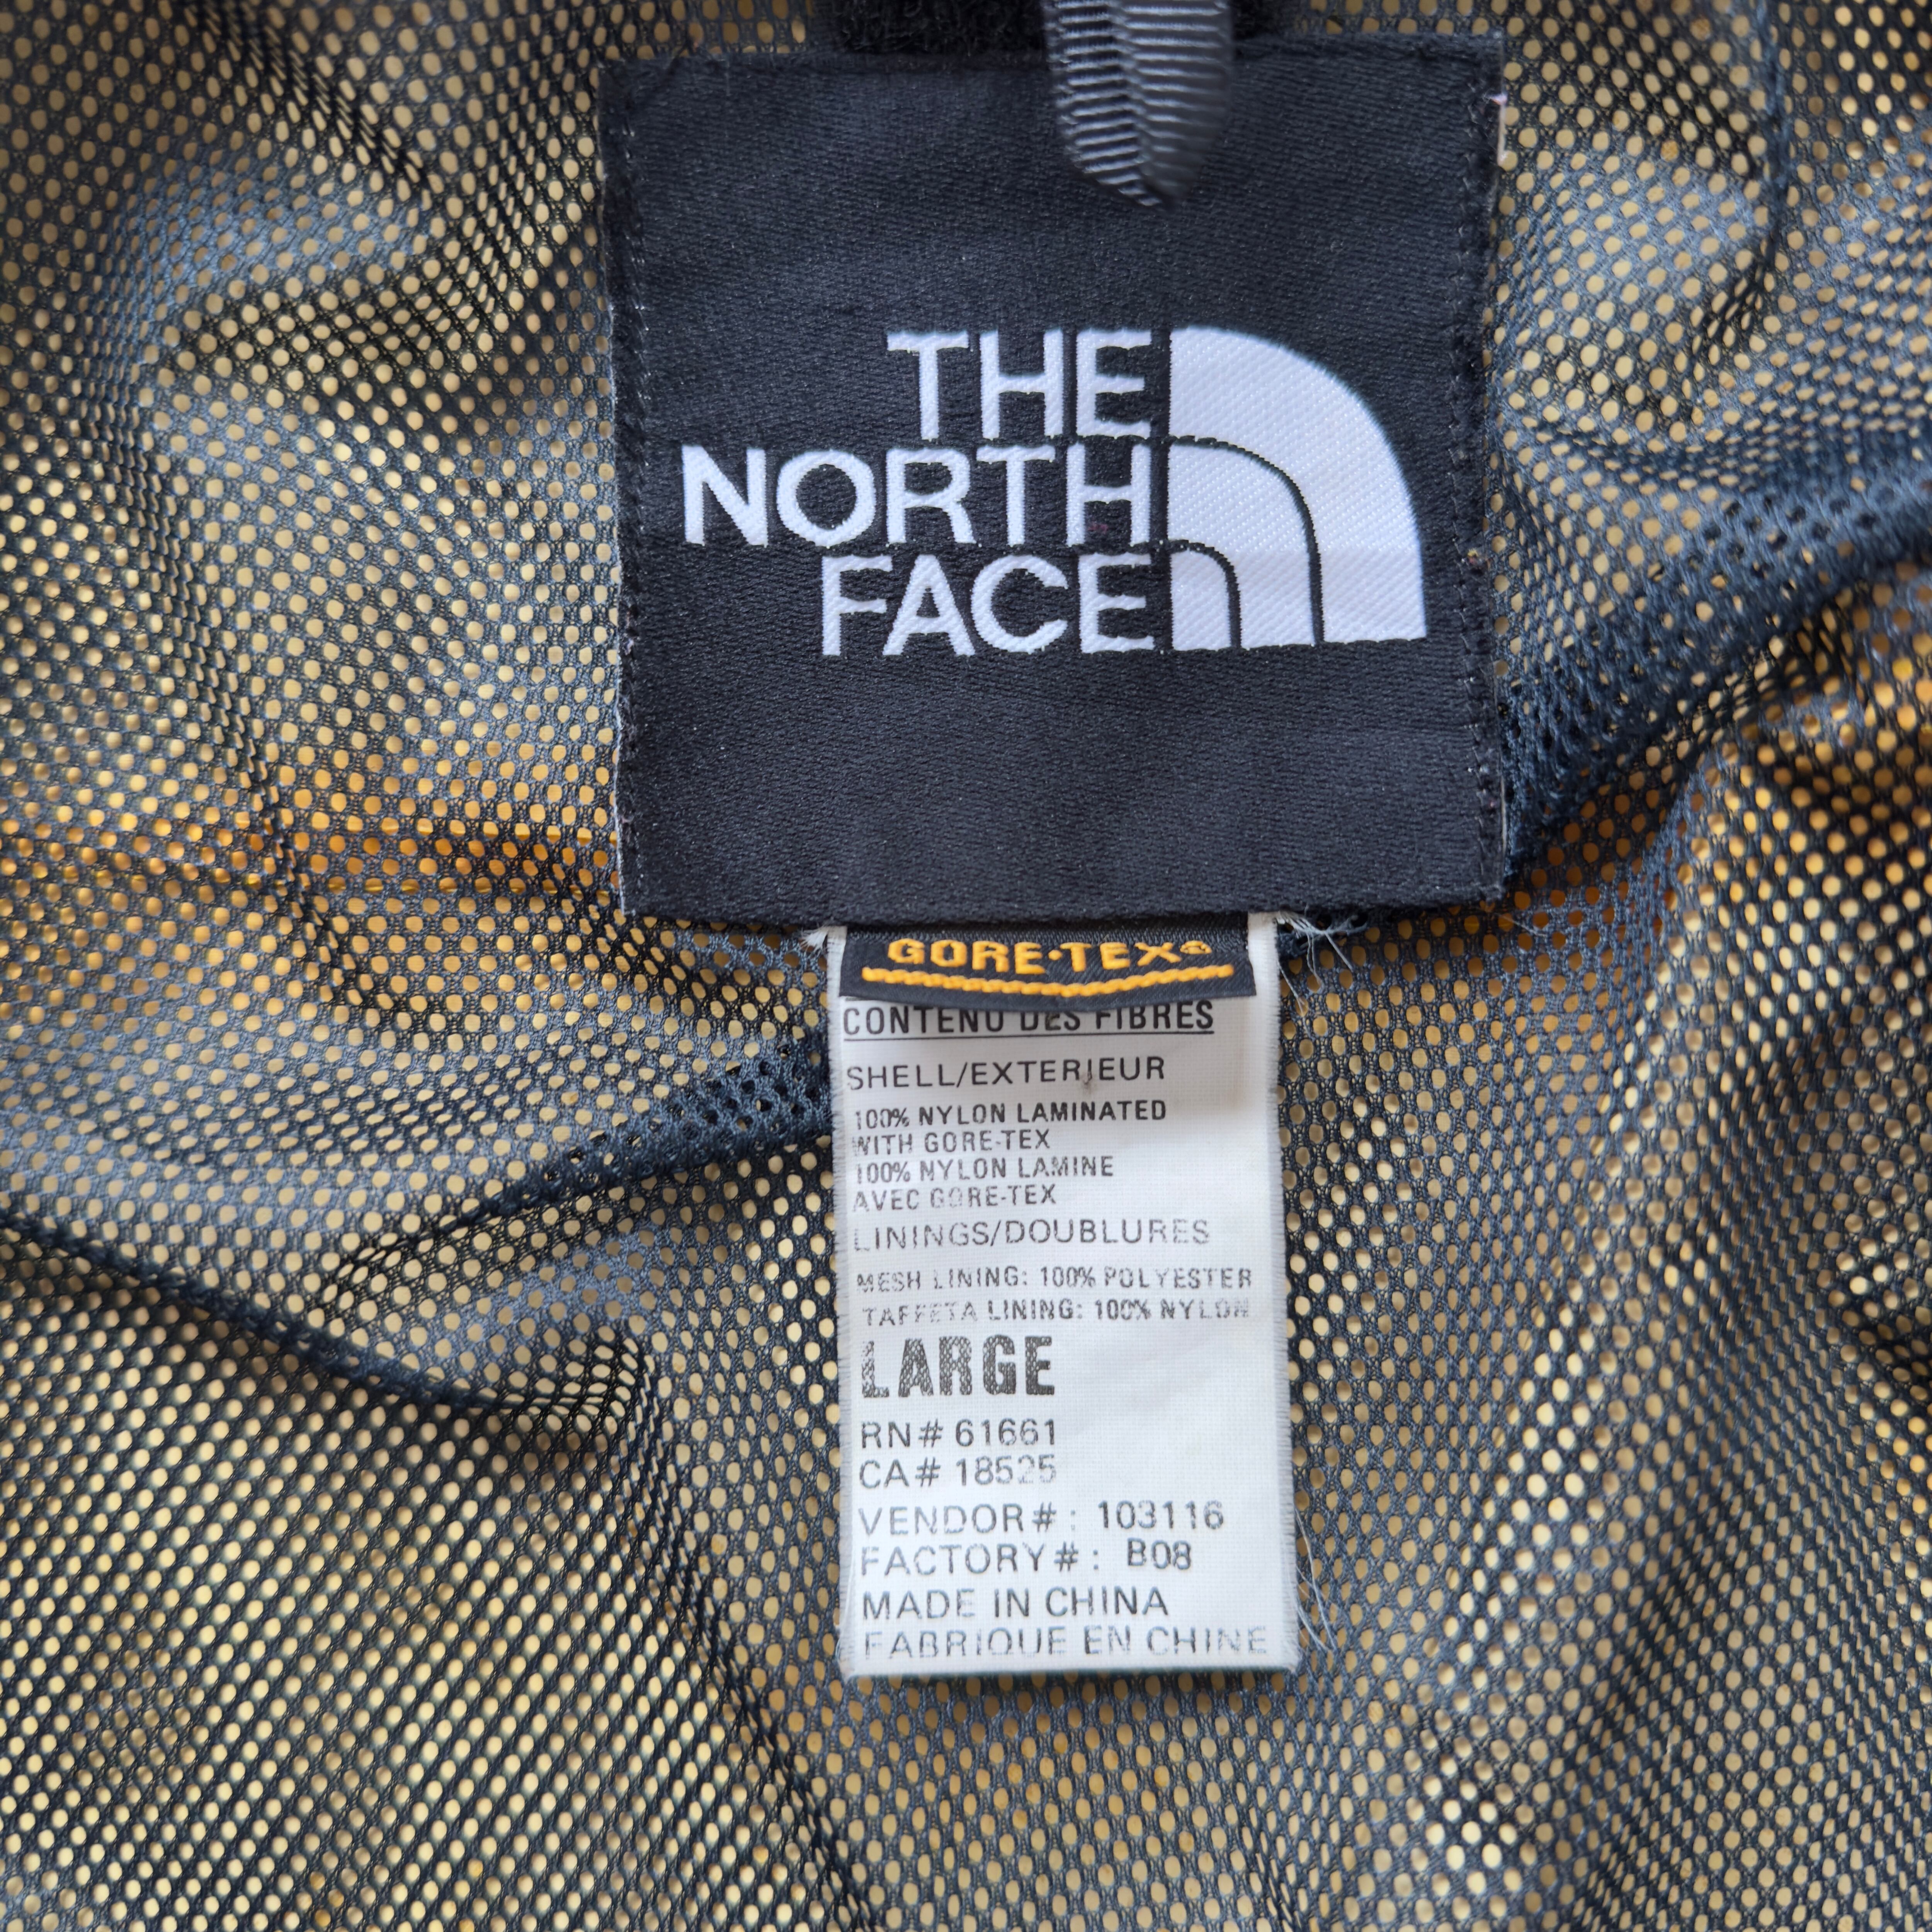 THE
NORTH
FACE
GORE-TEX®
CONTENU DES FIBRES
SHELL/EXTERIEUR
100% NYLON LAMINATED
WITH GORE-TEX
100% NYLON LAMINE
AVEC GORE-TEX
LININGS/DOUBLURES
MESH LINING: 100% POLYESTER
TAFFETA LINING: 100% NYLON
LARGE
RN# 61661
CA# 18525
VENDOR# : 103116
FACTORY# : B08
MADE IN CHINA
FABRIQUE EN CHINE